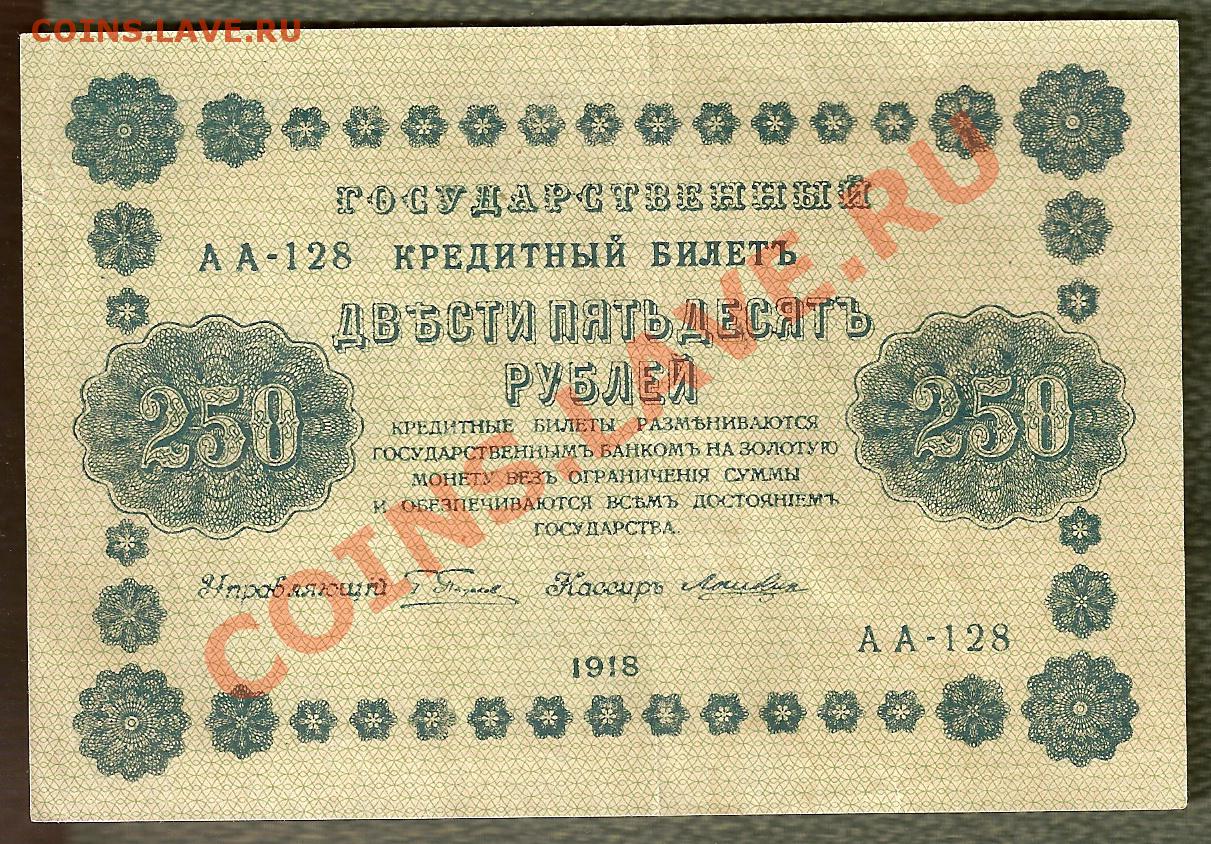 COINS.LAVE.RU
ГОСУДАРСТВЕННЫЙ
АА-128 КРЕДИТНЫЙ БИЛЕТЪ
ДВѢСТИ ПЯТЬДЕСЯТЪ
РУБЛЕЙ
250 250
КРЕДИТНЫЕ БИЛЕТЫ РАЗМѢНИВАЮТСЯ
ГОСУДАРСТВЕННЫМЪ БАНКОМЪ НА ЗОЛОТУЮ
МОНЕТУ БЕЗЪ ОГРАНИЧЕНІЯ СУММЫ
И ОБЕЗПЕЧИВАЮТСЯ ВСѢМЪ ДОСТОЯНІЕМЪ
ГОСУДАРСТВА.
Управляющій Кассиръ
АА-128
1918
COINS.LAVE.RU